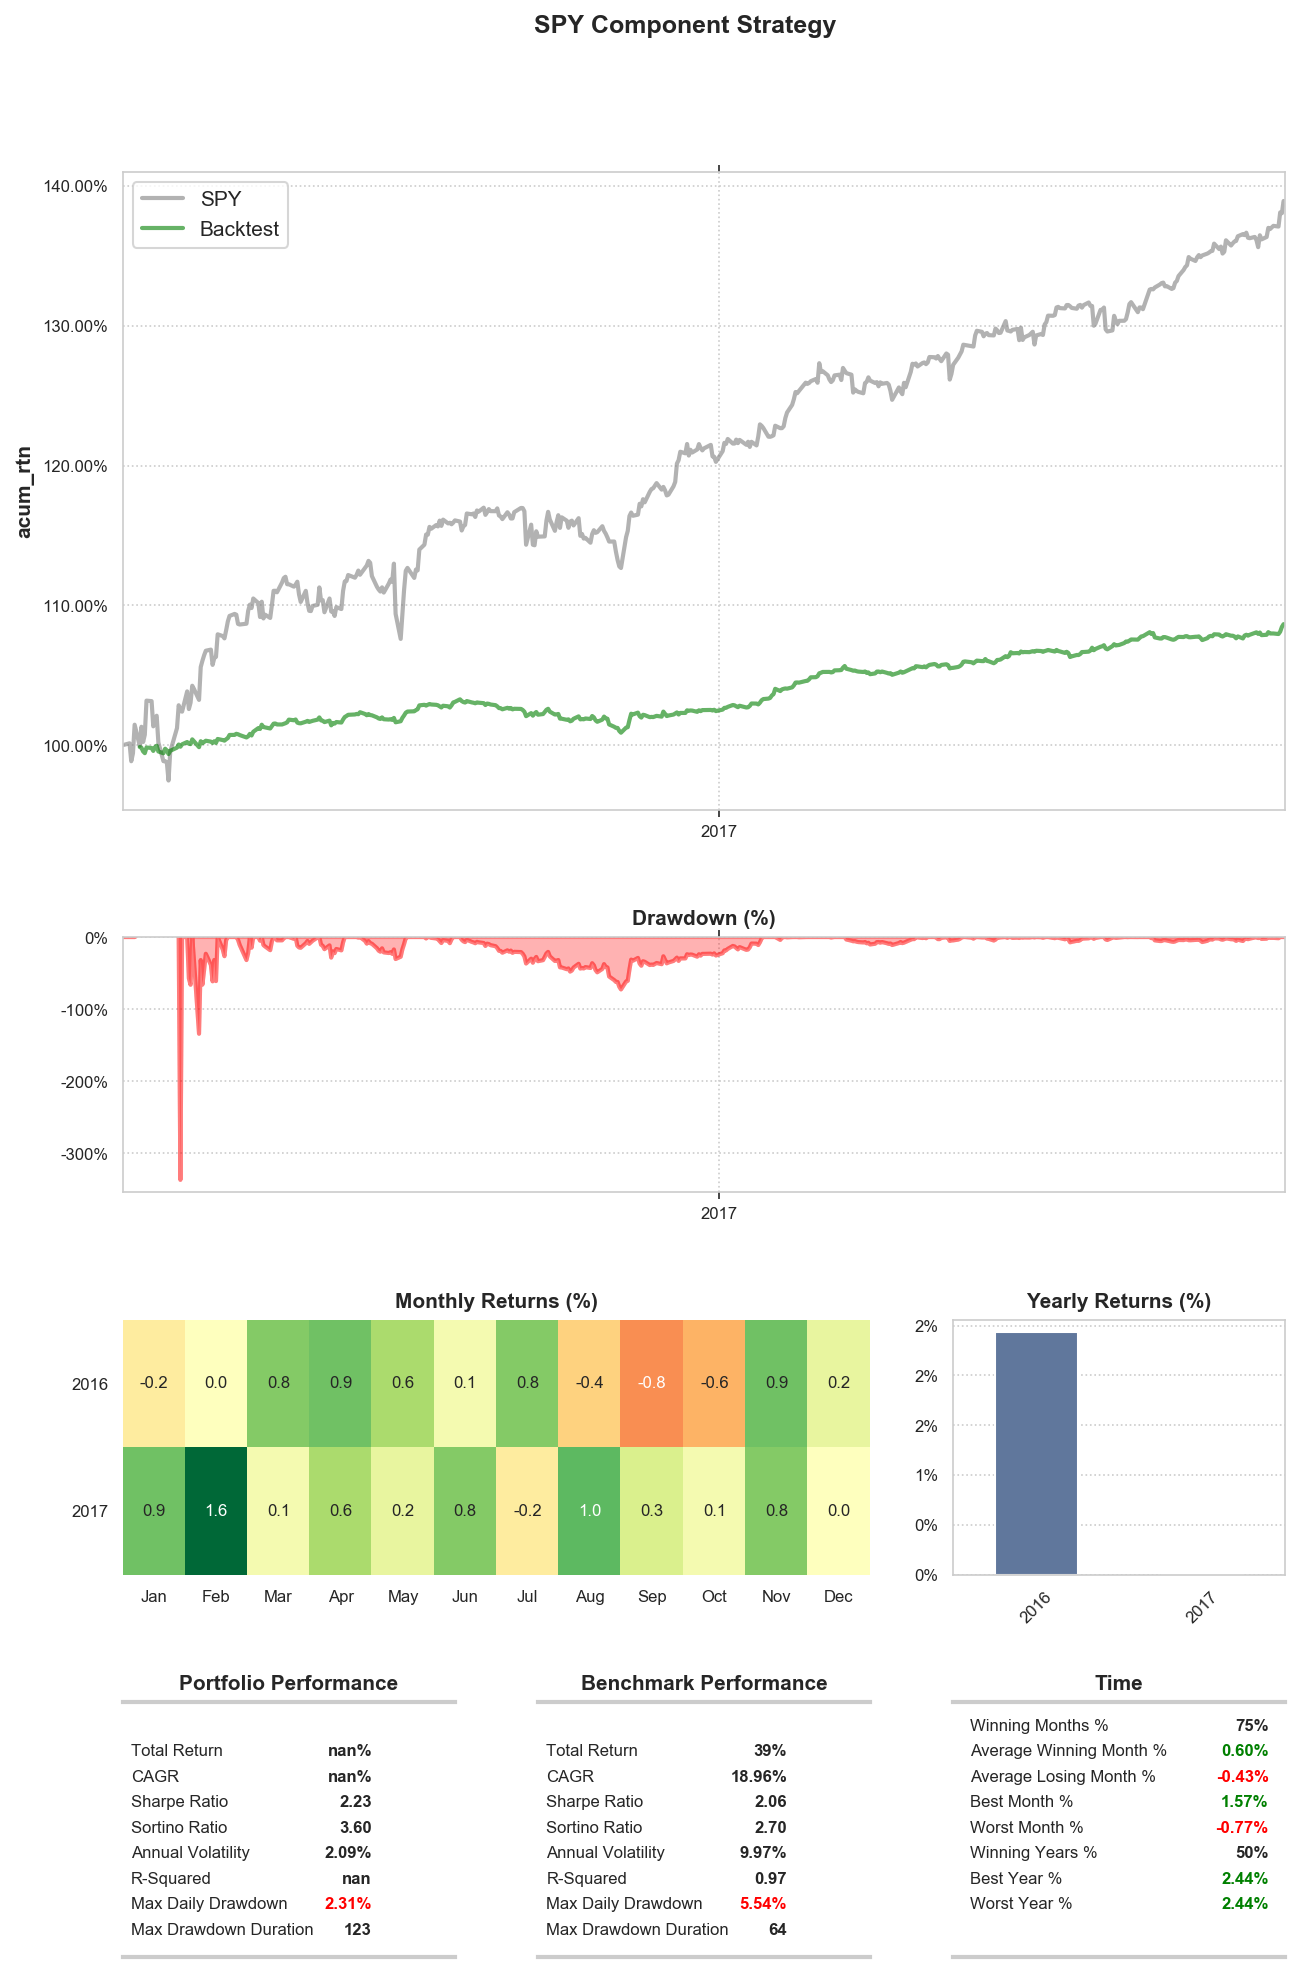 SPY Component Strategy
SPY
Backtest
acum_rtn
140.00%
130.00%
120.00%
110.00%
100.00%
2017
Drawdown (%)
0%
-100%
-200%
-300%
2017
Monthly Returns (%)
2016 -0.2 0.0 0.8 0.9 0.6 0.1 0.8 -0.4 -0.8 -0.6 0.9 0.2
2017 0.9 1.6 0.1 0.6 0.2 0.8 -0.2 1.0 0.3 0.1 0.8 0.0
Jan Feb Mar Apr May Jun Jul Aug Sep Oct Nov Dec
Yearly Returns (%)
2%
2%
2%
1%
0%
0%
2016 2017
Portfolio Performance
Total Return nan%
CAGR nan%
Sharpe Ratio 2.23
Sortino Ratio 3.60
Annual Volatility 2.09%
R-Squared nan
Max Daily Drawdown 2.31%
Max Drawdown Duration 123
Benchmark Performance
Total Return 39%
CAGR 18.96%
Sharpe Ratio 2.06
Sortino Ratio 2.70
Annual Volatility 9.97%
R-Squared 0.97
Max Daily Drawdown 5.54%
Max Drawdown Duration 64
Time
Winning Months % 75%
Average Winning Month % 0.60%
Average Losing Month % -0.43%
Best Month % 1.57%
Worst Month % -0.77%
Winning Years % 50%
Best Year % 2.44%
Worst Year % 2.44%